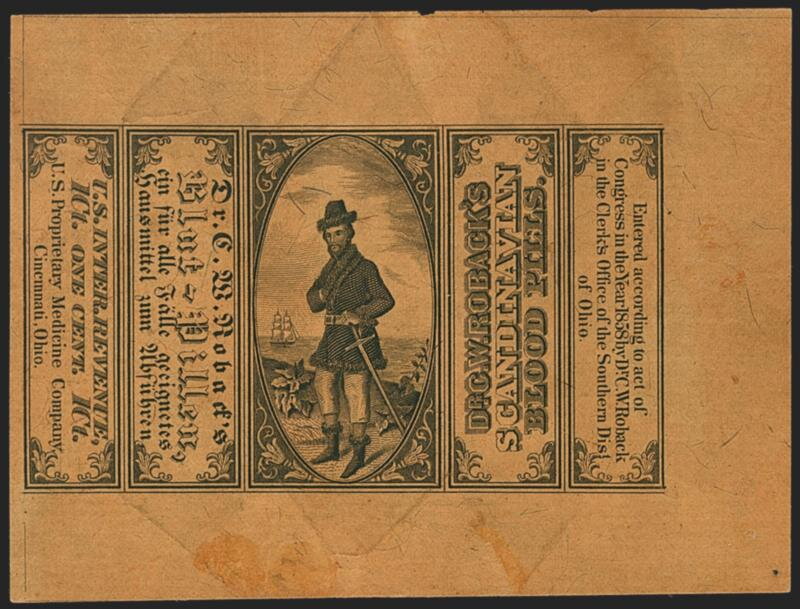 U.S. INTER. REVENUE,
1Ct. ONE CENT. 1Ct.
U.S. Proprietary Medicine Company,
Cincinnati, Ohio.
Dr. C. W. Roback's
Blut-Pillen,
ein für alle Fälle geeignetes
Hausmittel zum Abführen
DR. C.W. ROBACK'S
SCANDINAVIAN
BLOOD PILLS.
Entered according to act of
Congress in the Year 1858 by Dr. C.W. Roback
in the Clerk's Office of the Southern Dist.
of Ohio.